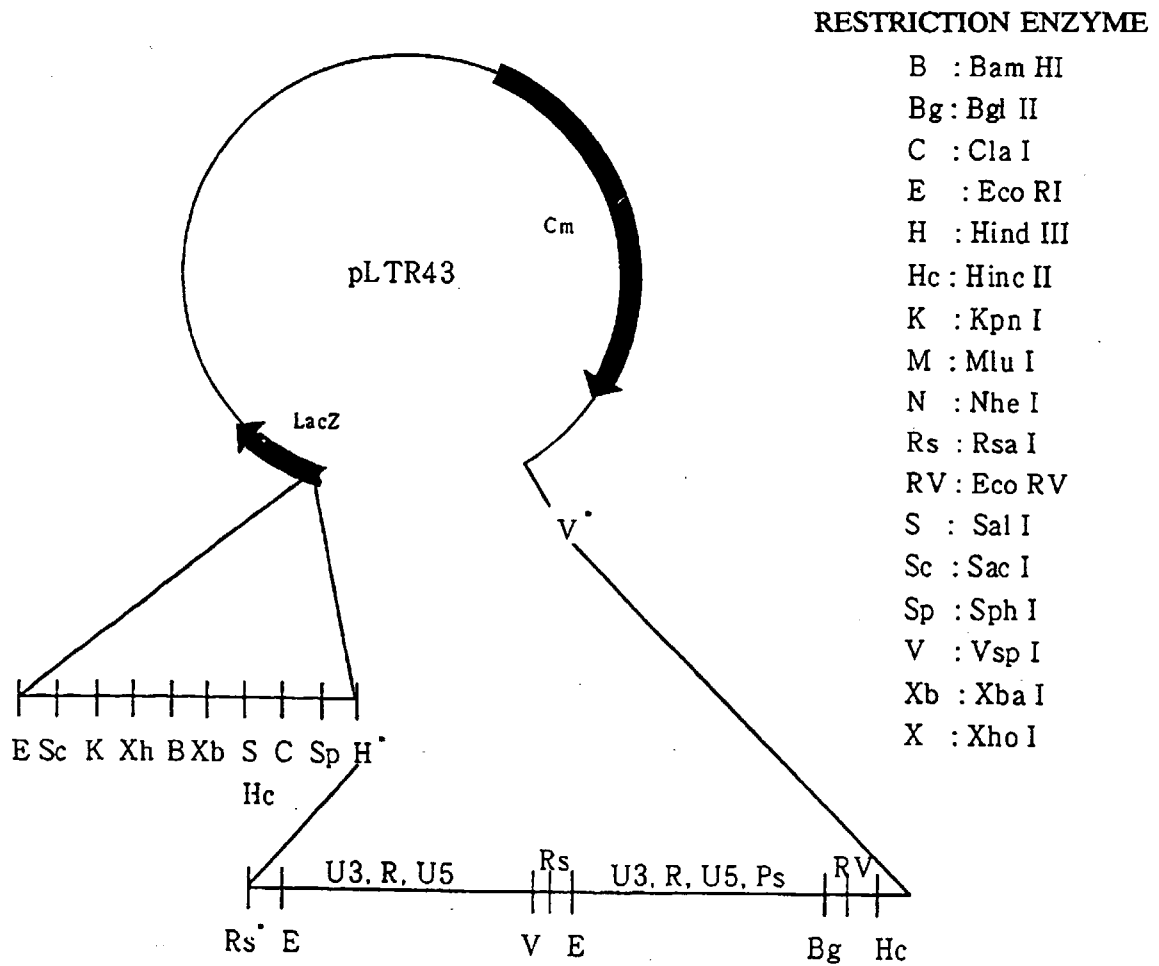 RESTRICTION ENZYME
B : Bam HI
Bg : Bgl II
C : Cla I
E : Eco RI
H : Hind III
Hc : Hinc II
K : Kpn I
M : Mlu I
N : Nhe I
Rs : Rsa I
RV : Eco RV
S : Sal I
Sc : Sac I
Sp : Sph I
V : Vsp I
Xb : Xba I
X : Xho I
Cm
pLTR43
LacZ
V*
E Sc K Xh B Xb S C Sp H*
Hc
U3, R, U5 Rs U3, R, U5, Ps RV
Rs* E V E Bg Hc